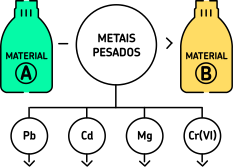 MATERIAL
A
–
METAIS
PESADOS
>
MATERIAL
B
Pb
Cd
Mg
Cr(VI)